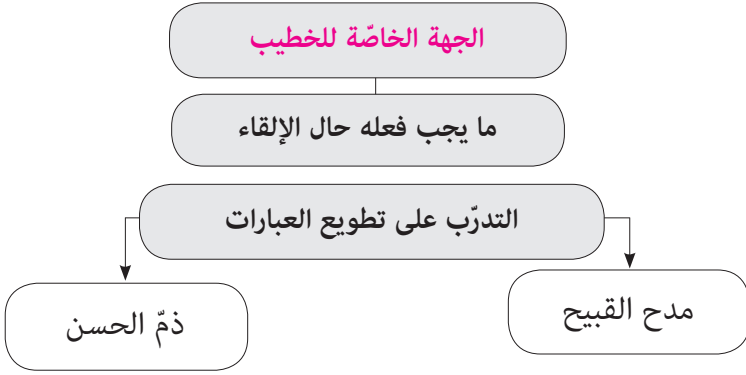 الجهة الخاصّة للخطيب
ما يجب فعله حال الإلقاء
التدرّب على تطويع العبارات
مدح القبيح
ذمّ الحسن